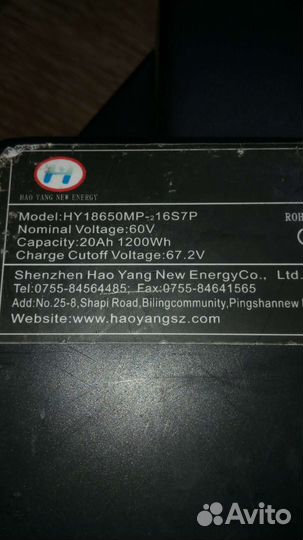 H
HAO YANG NEW ENERGY
Model:HY18650MP-216S7P
Nominal Voltage:60V
Capacity:20Ah 1200Wh
Charge Cutoff Voltage:67.2V
ROH
Shenzhen Hao Yang New EnergyCo., Ltd.
Tel:0755-84564485; Fax:0755-84641565
Add:No.25-8,Shapi Road,Bilingcommunity,Pingshannew
Website:www.haoyangsz.com
Avito